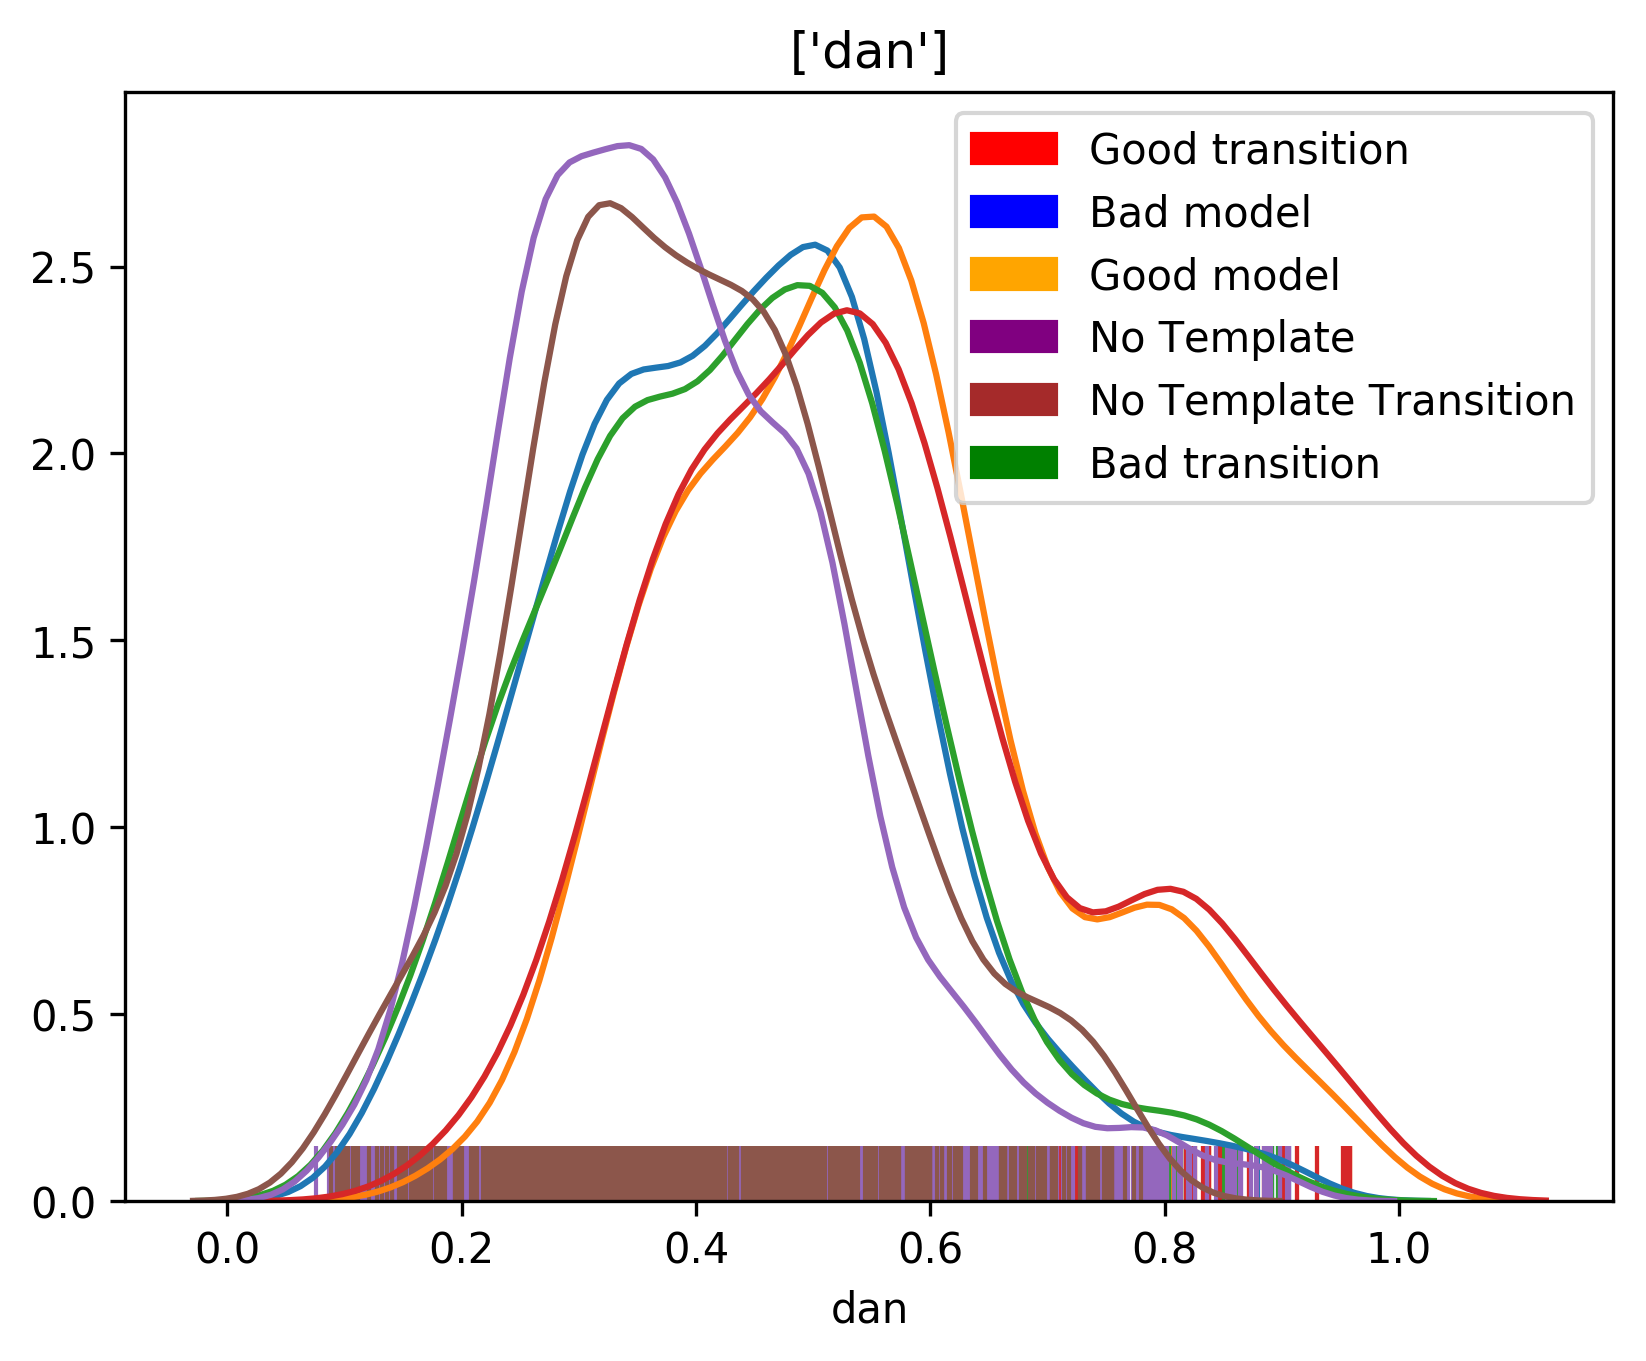 ['dan']
Good transition
Bad model
Good model
No Template
No Template Transition
Bad transition
2.5
2.0
1.5
1.0
0.5
0.0
0.0 0.2 0.4 0.6 0.8 1.0
dan